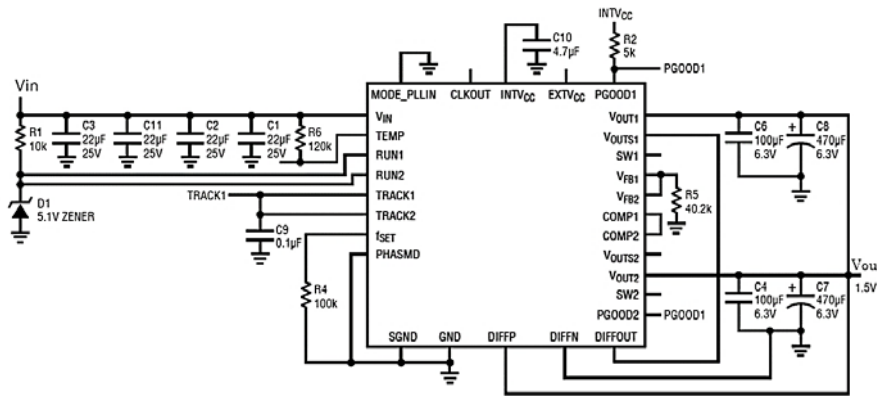 INTVCC
C10
4.7µF
R2
5k
PGOOD1
Vin
MODE_PLLIN
CLKOUT
INTVCC
EXTVCC
PGOOD1
R1
10k
C3
22µF
25V
C11
22µF
25V
C2
22µF
25V
C1
22µF
25V
R6
120k
VIN
TEMP
RUN1
RUN2
TRACK1
TRACK2
fSET
PHASMD
VOUT1
VOUTS1
SW1
VFB1
VFB2
COMP1
COMP2
VOUTS2
VOUT2
SW2
PGOOD2
PGOOD1
C6
100µF
6.3V
+
C8
470µF
6.3V
D1
5.1V ZENER
TRACK1
C9
0.1µF
R5
40.2k
R4
100k
Vou
1.5V
C4
100µF
6.3V
+
C7
470µF
6.3V
SGND
GND
DIFFP
DIFFN
DIFFOUT